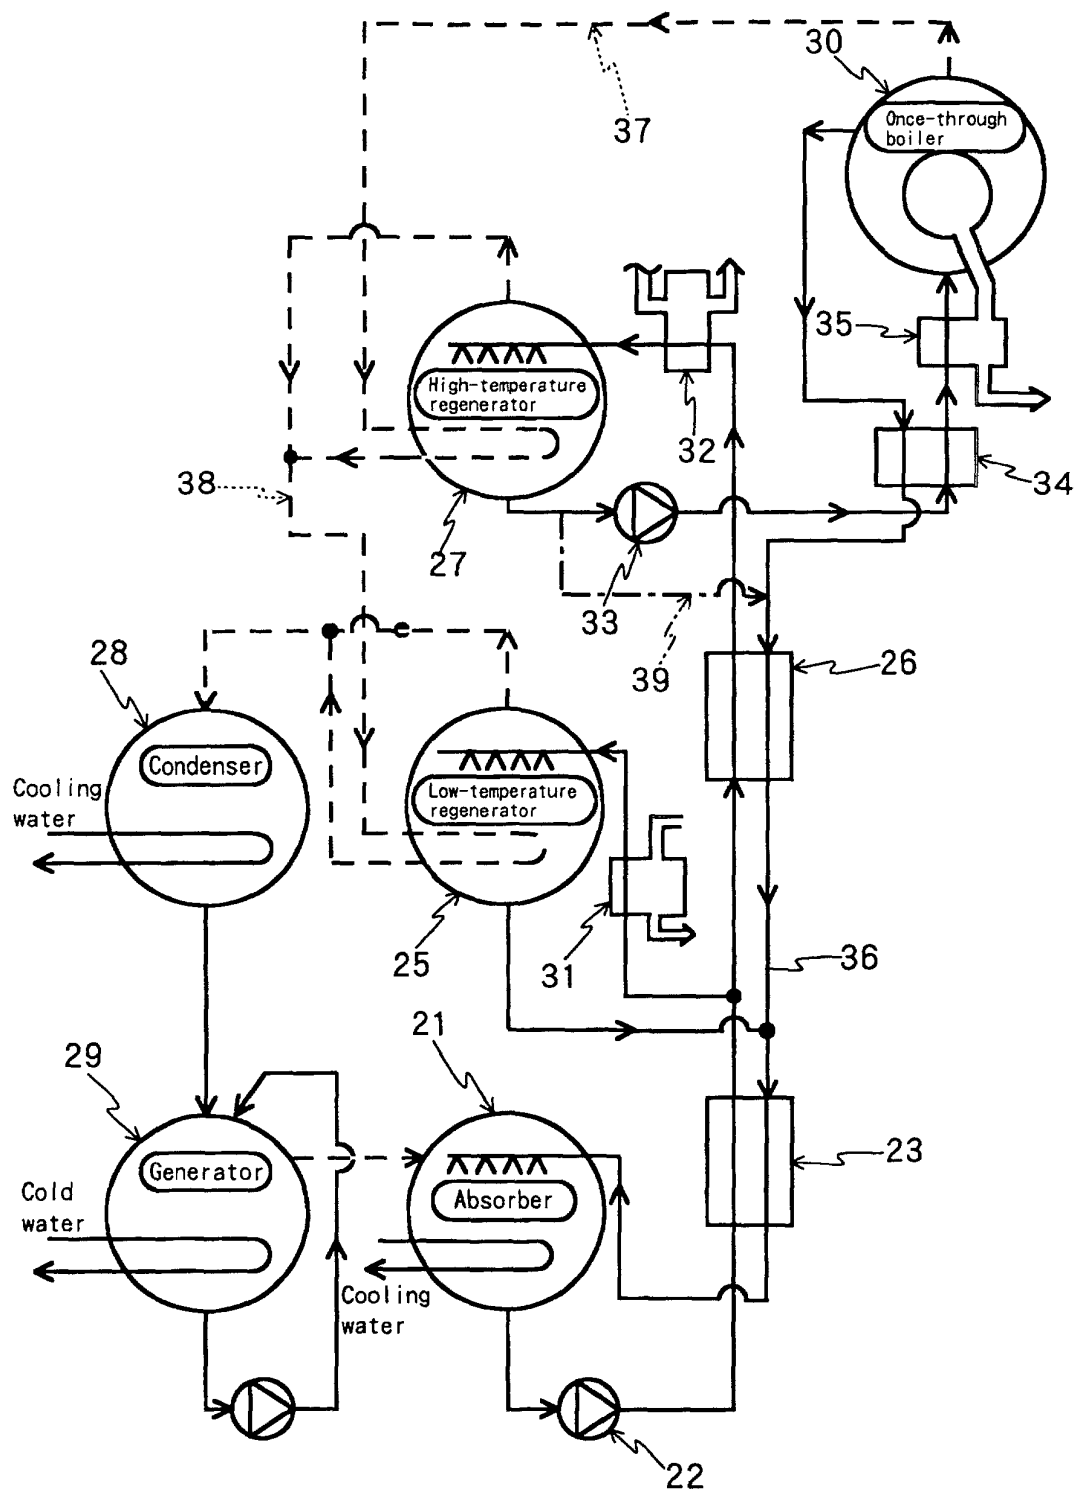 37
30
Once-through
boiler
35
High-temperature
regenerator
32
38
34
27
33
28
39
26
Condenser
Low-temperature
regenerator
Cooling
water
25
31
36
21
29
Generator
Absorber
23
Cold
water
Cooling
water
22